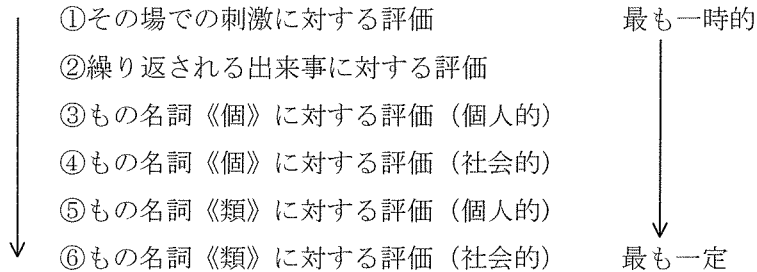 ①その場での刺激に対する評価 最も一時的
②繰り返される出来事に対する評価
③もの名詞《個》に対する評価（個人的）
④もの名詞《個》に対する評価（社会的）
⑤もの名詞《類》に対する評価（個人的）
⑥もの名詞《類》に対する評価（社会的） 最も一定